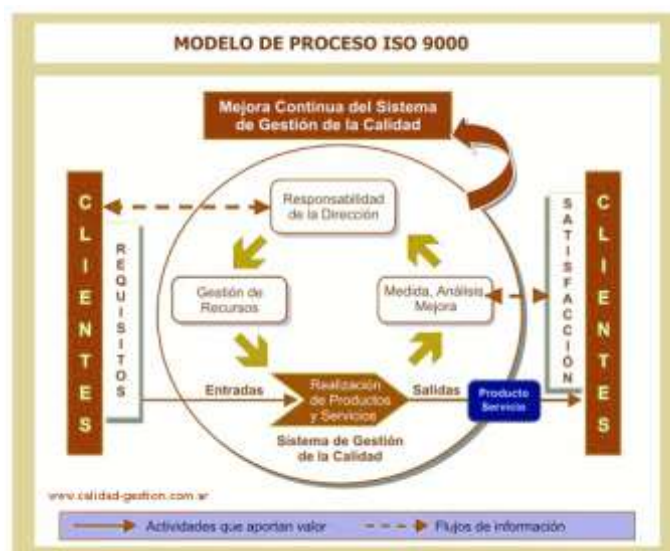 MODELO DE PROCESO ISO 9000
Mejora Continua del Sistema
de Gestión de la Calidad
CLIENTES
REQUISITOS
Responsabilidad
de la Dirección
Gestión de
Recursos
Medida, Análisis,
Mejora
SATISFACCIÓN
CLIENTES
Entradas
Realización
de Productos
y Servicios
Salidas
Producto
Servicio
Sistema de Gestión
de la Calidad
www.calidad-gestion.com.ar
Actividades que aportan valor
Flujos de información